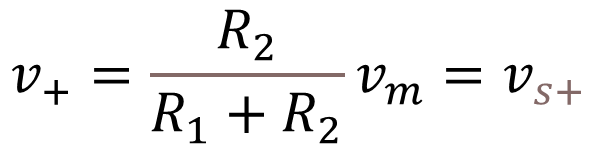 v₊ = R₂ / (R₁ + R₂) vₘ = vₛ₊